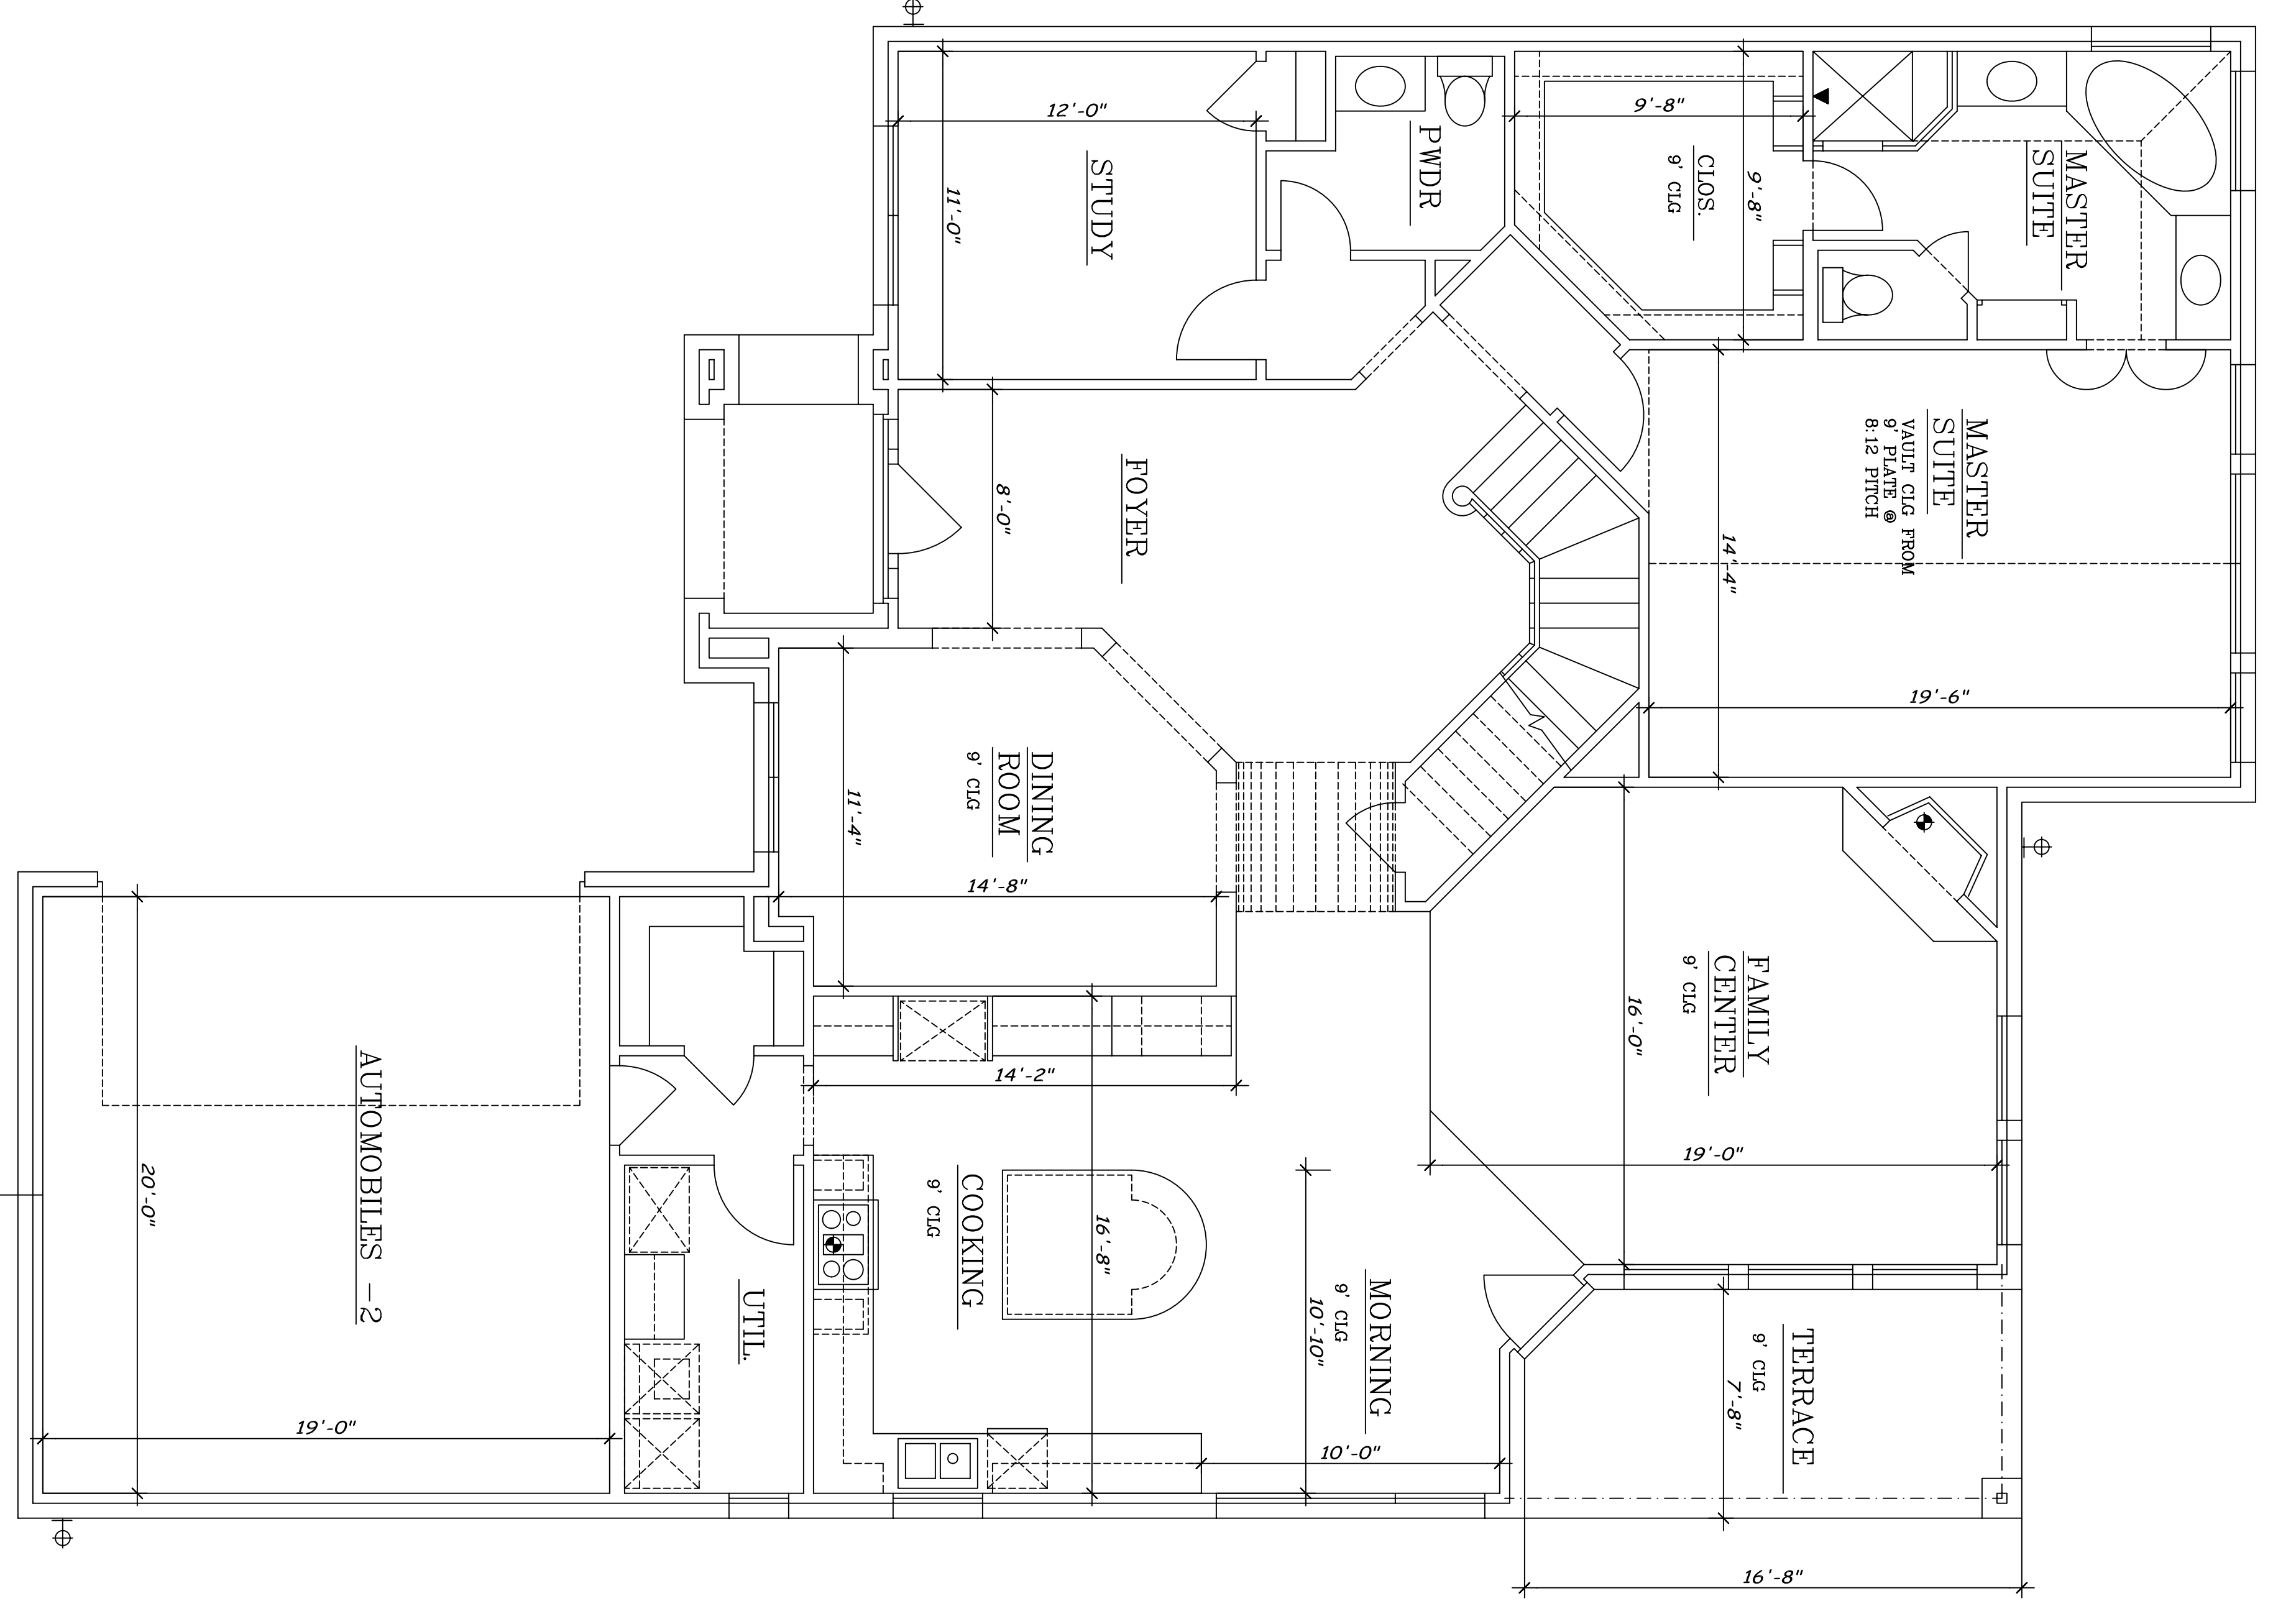 12'-0"
11'-0"
STUDY
PWDR
9'-8"
9'-8"
CLOS.
9' CLG
MASTER
SUITE
MASTER
SUITE
VAULT CLG FROM
9' PLATE @
8:12 PITCH
14'-4"
19'-6"
FOYER
8'-0"
DINING
ROOM
9' CLG
11'-4"
14'-8"
FAMILY
CENTER
9' CLG
16'-0"
19'-0"
14'-2"
COOKING
9' CLG
16'-8"
MORNING
9' CLG
10'-10"
10'-0"
TERRACE
9' CLG
7'-8"
16'-8"
UTIL.
AUTOMOBILES -2
20'-0"
19'-0"